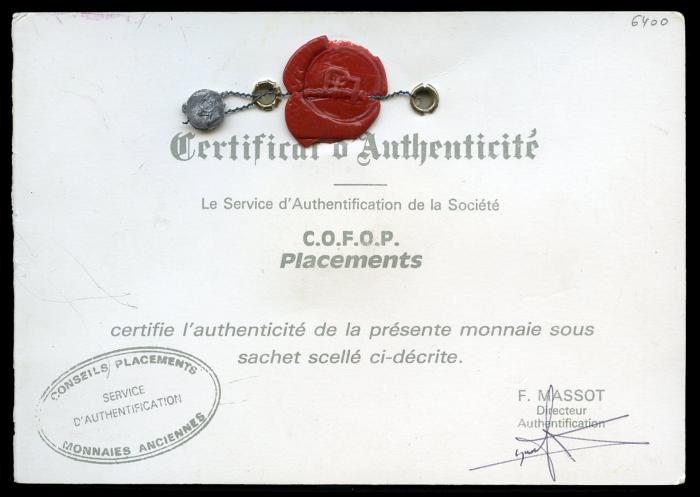 6400
Certificat d'Authenticité
Le Service d'Authentification de la Société
C.O.F.O.P.
Placements
certifie l'authenticité de la présente monnaie sous
sachet scellé ci-décrite.
CONSEILS PLACEMENTS
SERVICE
D'AUTHENTIFICATION
MONNAIES ANCIENNES
F. MASSOT
Directeur
Authentification